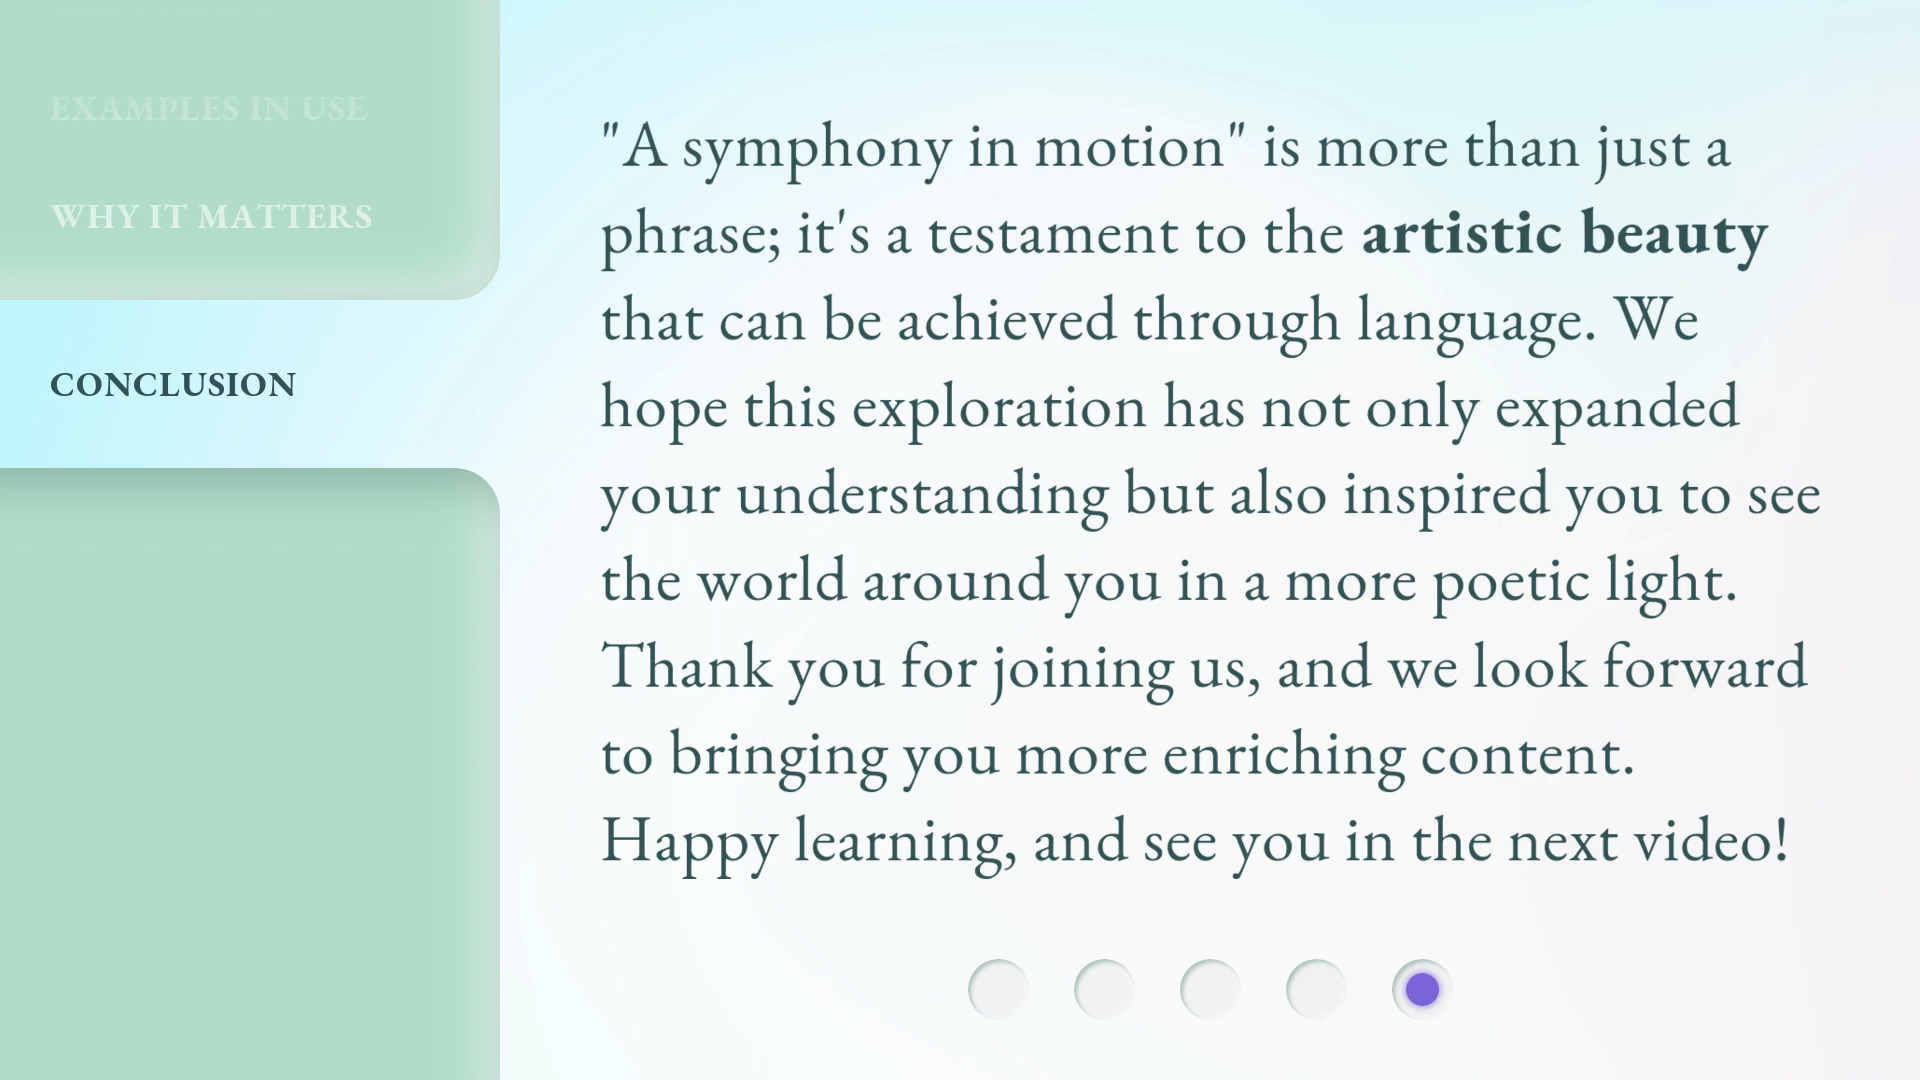 EXAMPLES IN USE
WHY IT MATTERS
CONCLUSION
"A symphony in motion" is more than just a
phrase; it's a testament to the artistic beauty
that can be achieved through language. We
hope this exploration has not only expanded
your understanding but also inspired you to see
the world around you in a more poetic light.
Thank you for joining us, and we look forward
to bringing you more enriching content.
Happy learning, and see you in the next video!